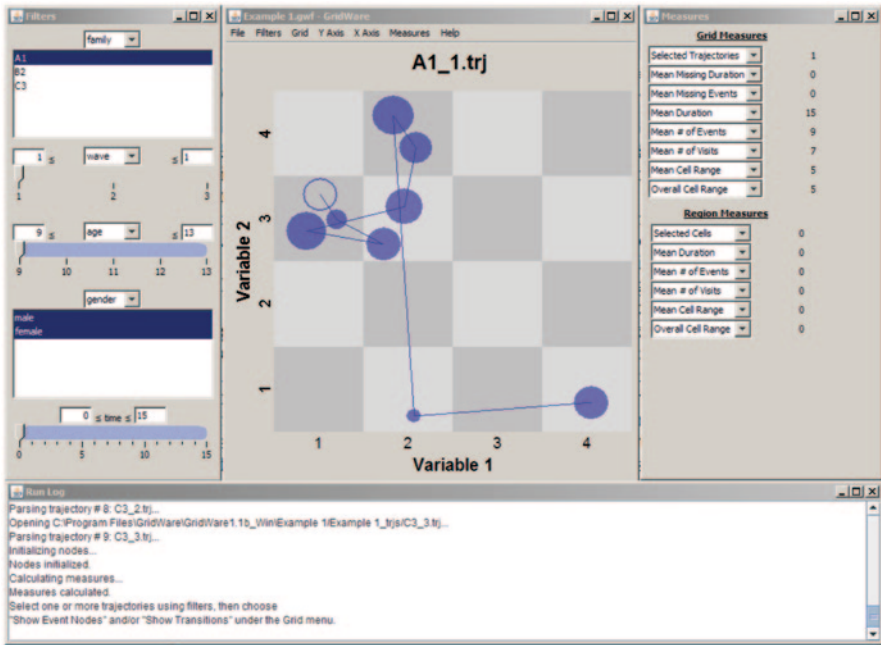 Filters
family
A1
B2
C3
1 ≤ wave ≤ 1
1 2 3
9 ≤ age ≤ 13
9 10 11 12 13
gender
male
female
0 ≤ time ≤ 15
0 5 10 15
Example 1.gwf - GridWare
File Filters Grid Y Axis X Axis Measures Help
A1_1.trj
4
3
2
1
Variable 2
1 2 3 4
Variable 1
Measures
Grid Measures
Selected Trajectories 1
Mean Missing Duration 0
Mean Missing Events 0
Mean Duration 15
Mean # of Events 9
Mean # of Visits 7
Mean Cell Range 5
Overall Cell Range 5
Region Measures
Selected Cells 0
Mean Duration 0
Mean # of Events 0
Mean # of Visits 0
Mean Cell Range 0
Overall Cell Range 0
Run Log
Parsing trajectory # 8: C3_2.trj...
Opening C:\Program Files\GridWare\GridWare1.1b_Win\Example 1/Example 1_trjs/C3_3.trj...
Parsing trajectory # 9: C3_3.trj...
Initializing nodes...
Nodes initialized.
Calculating measures...
Measures calculated.
Select one or more trajectories using filters, then choose
"Show Event Nodes" and/or "Show Transitions" under the Grid menu.